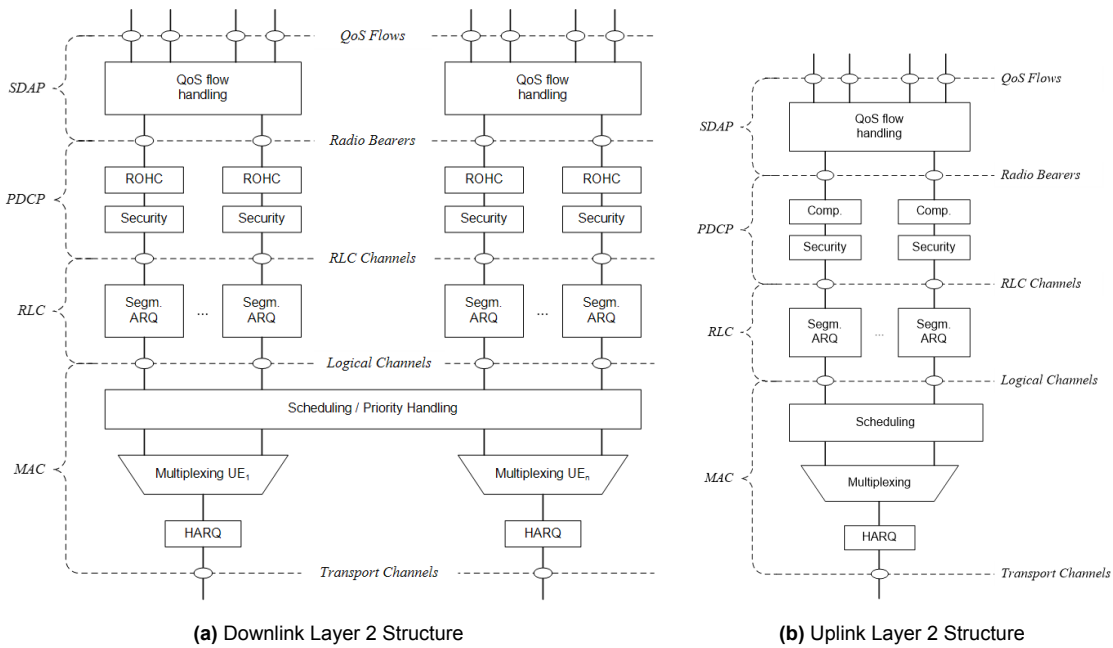 QoS Flows
SDAP
QoS flow
handling
QoS flow
handling
Radio Bearers
PDCP
ROHC
ROHC
ROHC
ROHC
Security
Security
Security
Security
RLC Channels
RLC
Segm.
ARQ
...
Segm.
ARQ
Segm.
ARQ
...
Segm.
ARQ
Logical Channels
MAC
Scheduling / Priority Handling
Multiplexing UE1
Multiplexing UEn
HARQ
HARQ
Transport Channels
(a) Downlink Layer 2 Structure
QoS Flows
SDAP
QoS flow
handling
Radio Bearers
PDCP
Comp.
Comp.
Security
Security
RLC Channels
RLC
Segm.
ARQ
...
Segm.
ARQ
Logical Channels
MAC
Scheduling
Multiplexing
HARQ
Transport Channels
(b) Uplink Layer 2 Structure